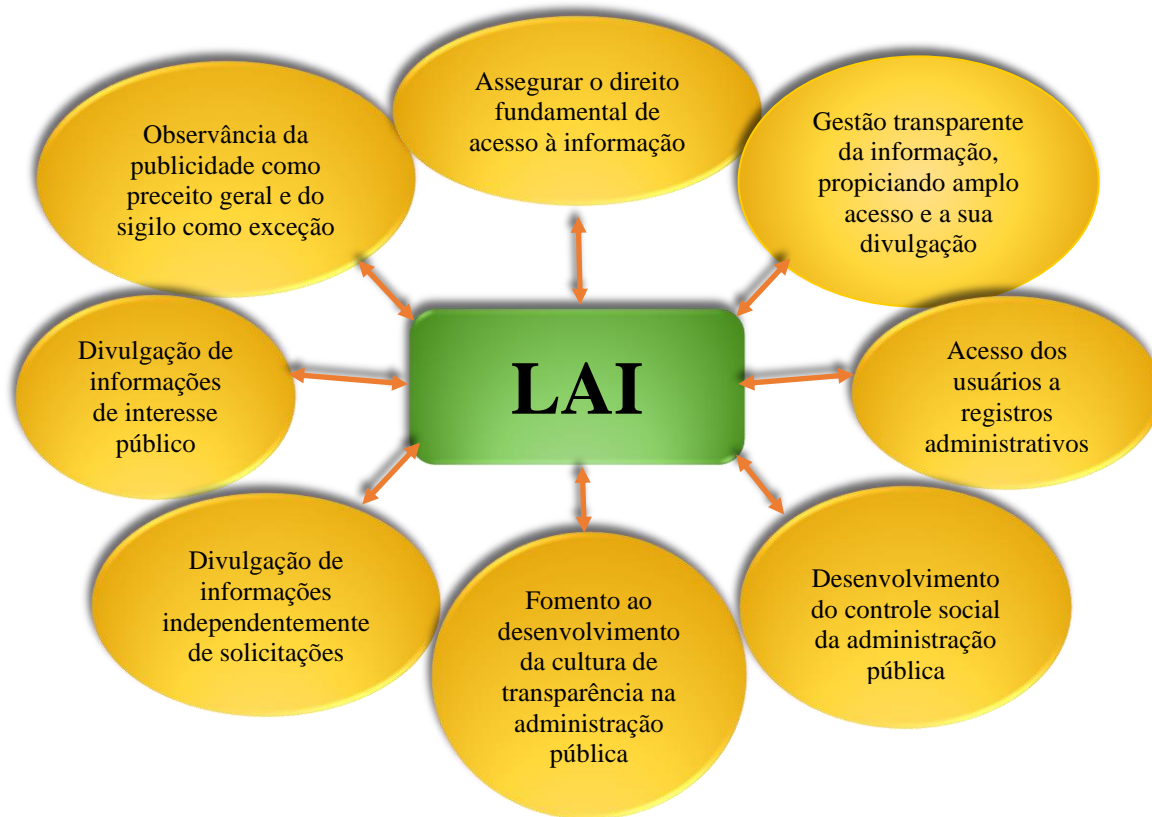 Assegurar o direito
fundamental de
acesso à informação
Observância da
publicidade como
preceito geral e do
sigilo como exceção
Gestão transparente
da informação,
propiciando amplo
acesso e a sua
divulgação
Divulgação de
informações
de interesse
público
LAI
Acesso dos
usuários a
registros
administrativos
Divulgação de
informações
independentemente
de solicitações
Fomento ao
desenvolvimento
da cultura de
transparência na
administração
pública
Desenvolvimento
do controle social
da administração
pública